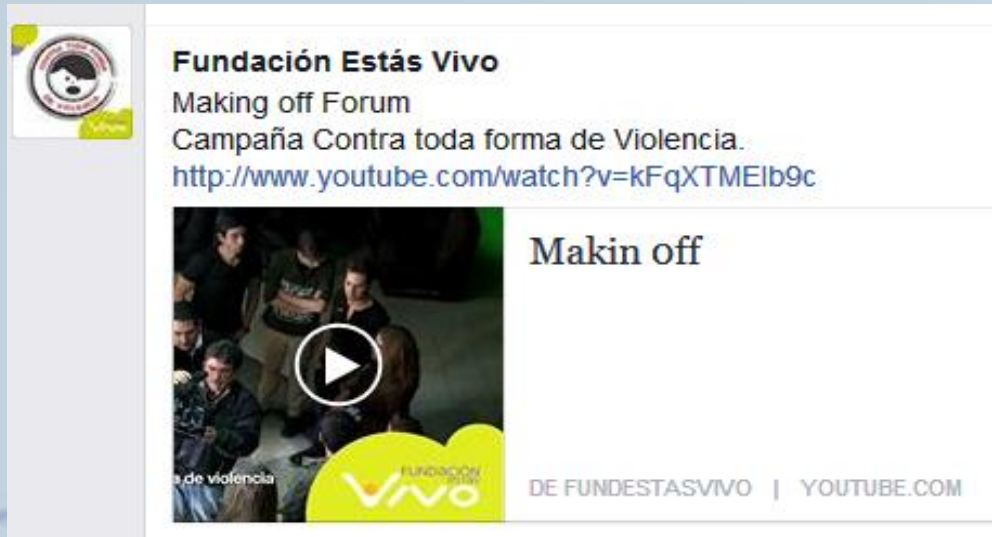 Fundación Estás Vivo
Making off Forum
Campaña Contra toda forma de Violencia.
http://www.youtube.com/watch?v=kFqXTMElb9c
Makin off
de violencia
FUNDACIÓN
Vivo
DE FUNDESTASVIVO | YOUTUBE.COM